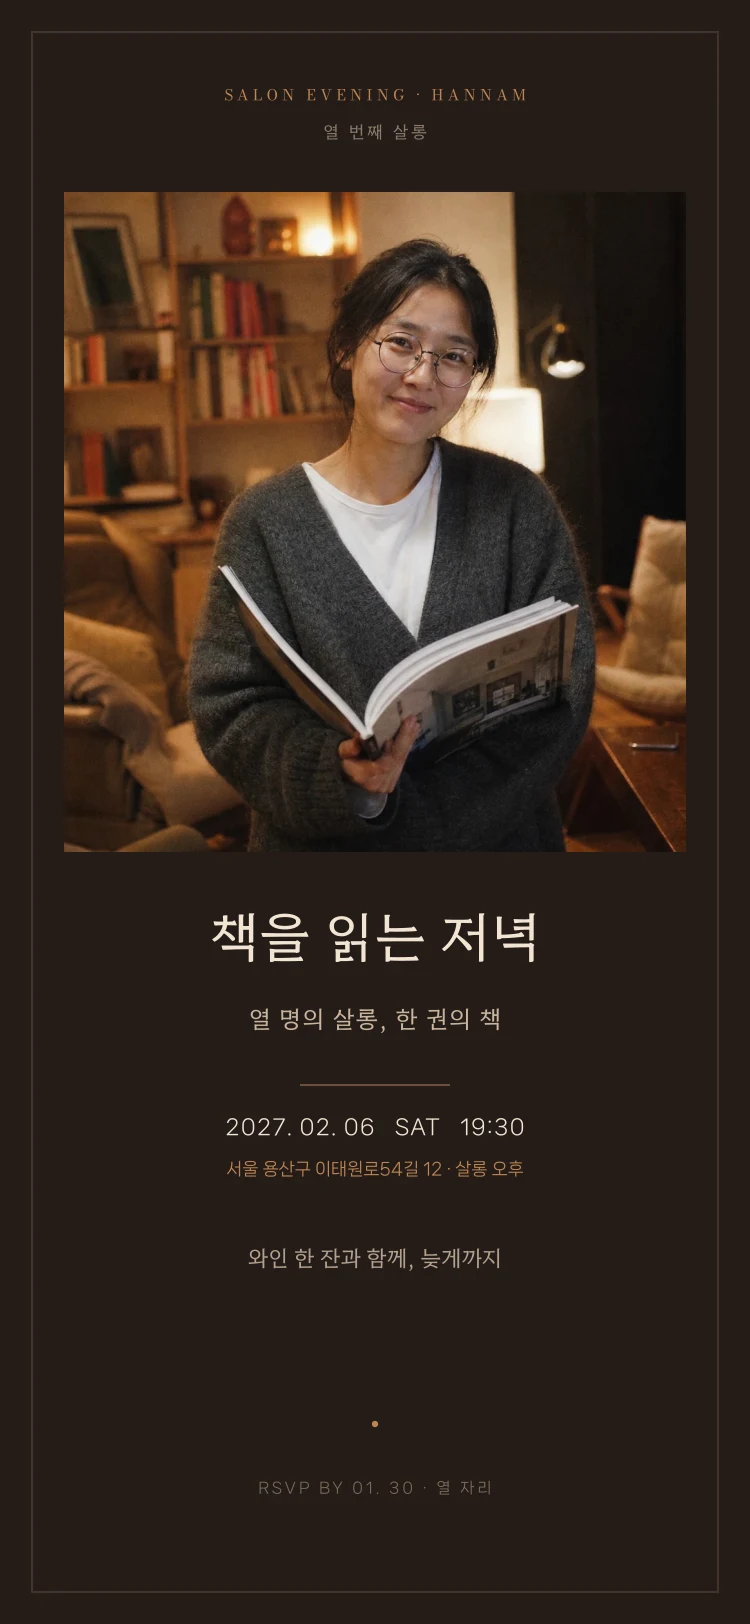 SALON EVENING · HANNAM
열 번째 살롱
책을 읽는 저녁
열 명의 살롱, 한 권의 책
2027. 02. 06 SAT 19:30
서울 용산구 이태원로54길 12 · 살롱 오후
와인 한 잔과 함께, 늦게까지
RSVP BY 01. 30 · 열 자리